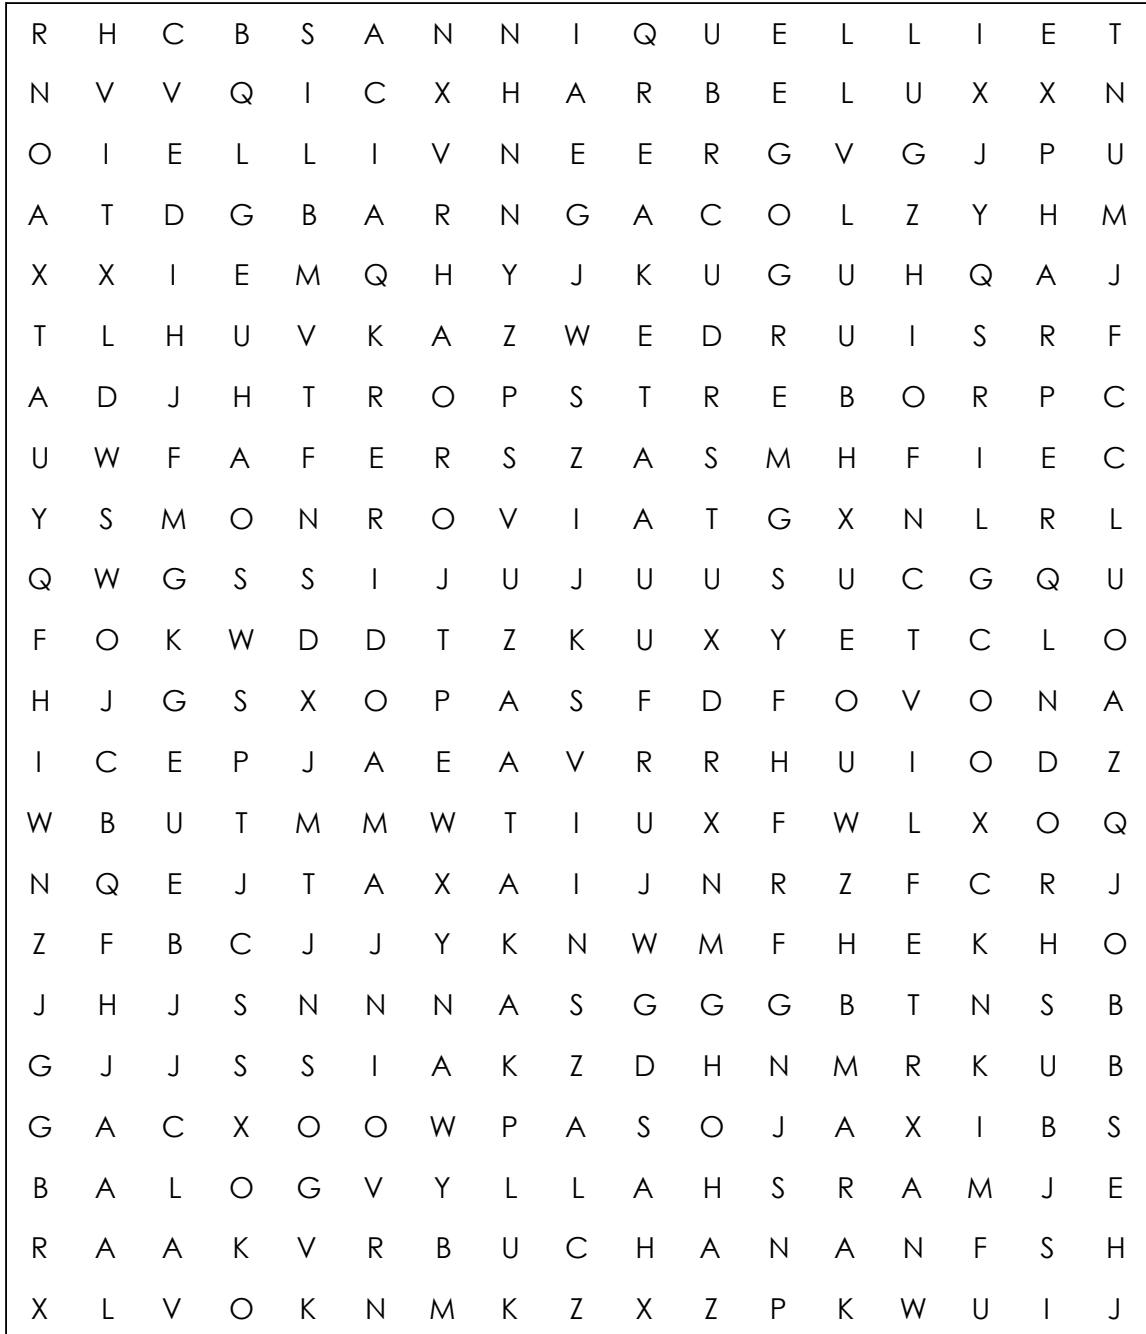 R H C B S A N N I Q U E L L I E T
N V V Q I C X H A R B E L U X X N
O I E L L I V N E E R G V G J P U
A T D G B A R N G A C O L Z Y H M
X X I E M Q H Y J K U G U H Q A J
T L H U V K A Z W E D R U I S R F
A D J H T R O P S T R E B O R P C
U W F A F E R S Z A S M H F I E C
Y S M O N R O V I A T G X N L R L
Q W G S S I J U J U U S U C G Q U
F O K W D D T Z K U X Y E T C L O
H J G S X O P A S F D F O V O N A
I C E P J A E A V R R H U I O D Z
W B U T M M W T I U X F W L X O Q
N Q E J T A X A I J N R Z F C R J
Z F B C J J Y K N W M F H E K H O
J H J S N N N A S G G G B T N S B
G J J S S I A K Z D H N M R K U B
G A C X O O W P A S O J A X I B S
B A L O G V Y L L A H S R A M J E
R A A K V R B U C H A N A N F S H
X L V O K N M K Z X Z P K W U I J